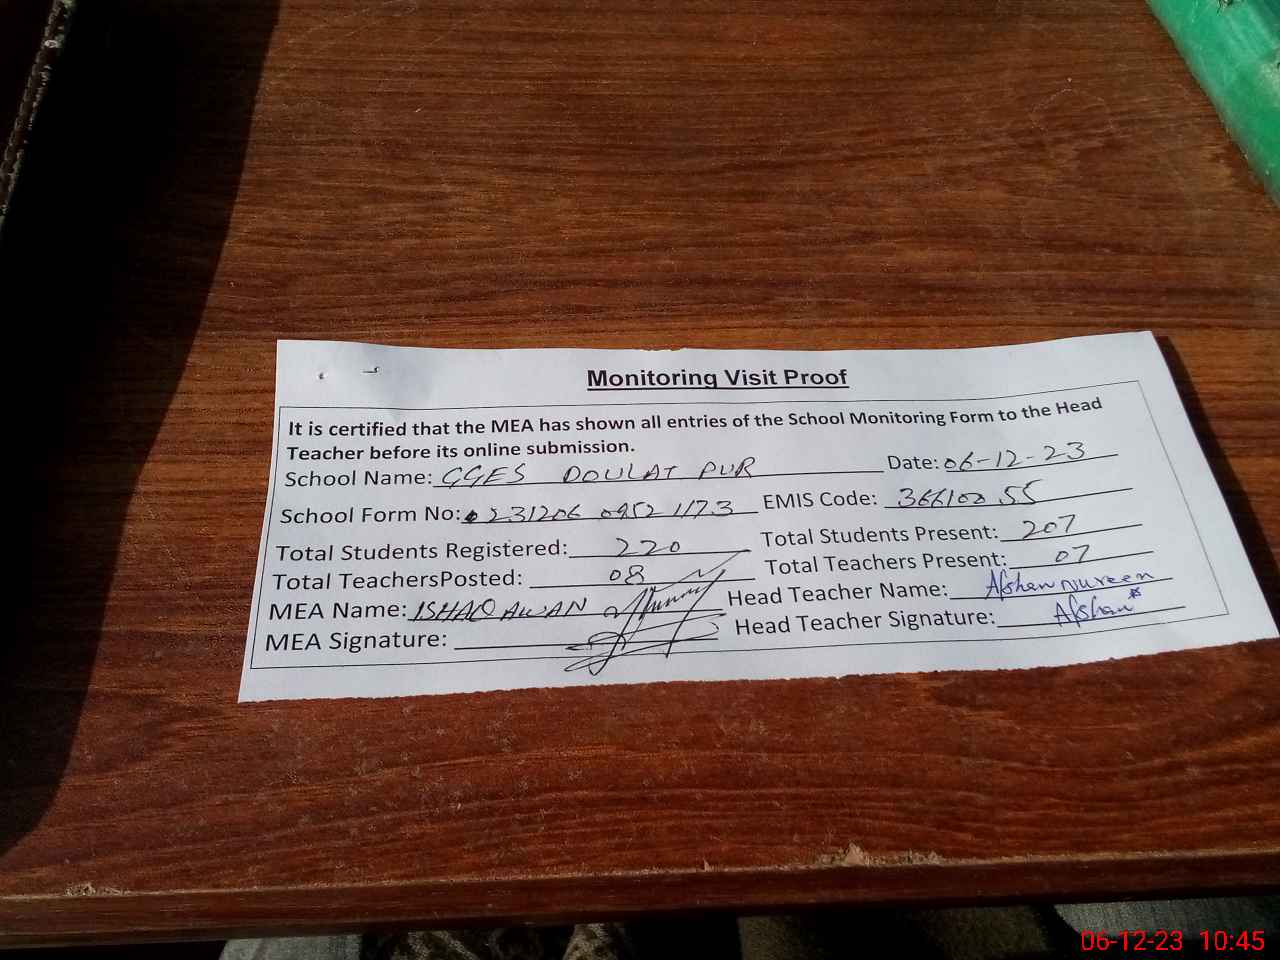 Monitoring Visit Proof
It is certified that the MEA has shown all entries of the School Monitoring Form to the Head
Teacher before its online submission.
School Name: GGES DOULAT PUR Date: 06-12-23
School Form No: 231206 0952 1173 EMIS Code: 36610055
Total Students Registered: 220 Total Students Present: 207
Total TeachersPosted: 08 Total Teachers Present: 07
MEA Name: ISHAQ AWAN Head Teacher Name: Afshan nureen
MEA Signature: Head Teacher Signature: Afshan
06-12-23 10:45